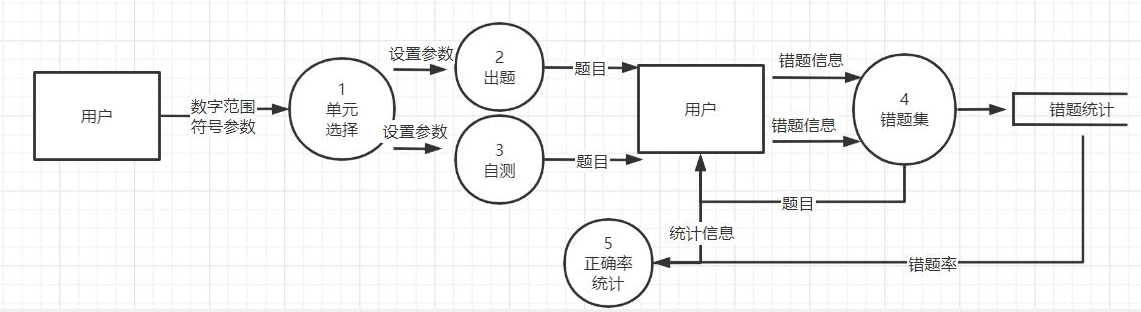 用户
数字范围
符号参数
1
单元
选择
设置参数
设置参数
2
出题
3
自测
题目
题目
用户
错题信息
错题信息
4
错题集
错题统计
题目
统计信息
5
正确率
统计
错题率